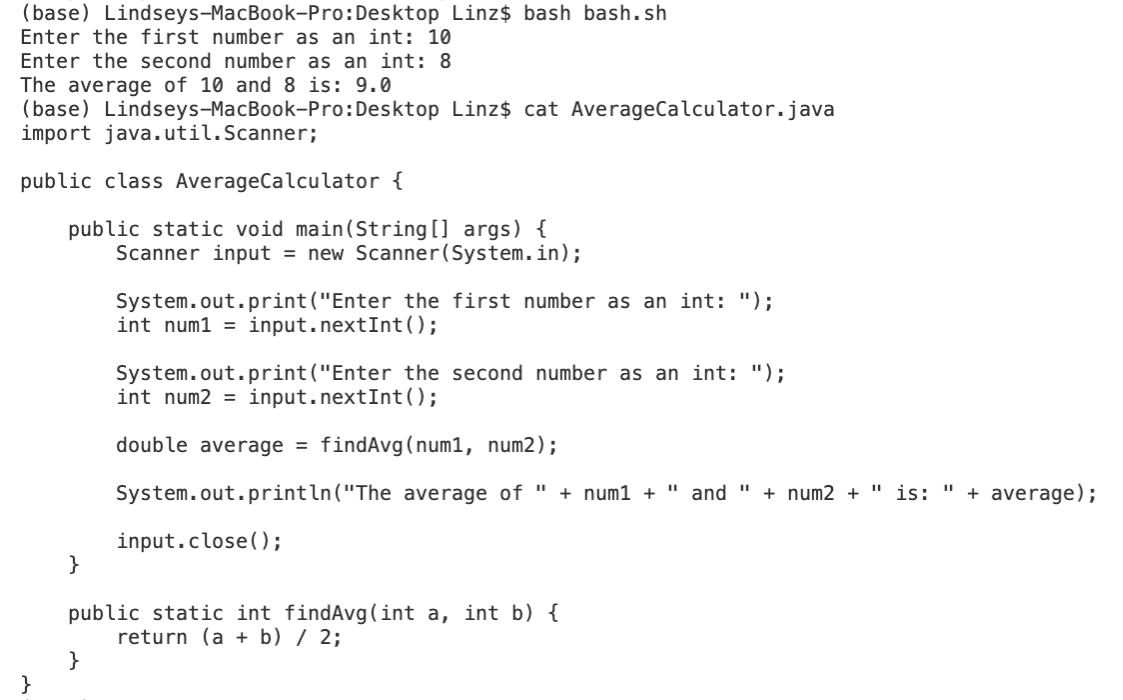 (base) Lindseys-MacBook-Pro:Desktop Linz$ bash bash.sh
Enter the first number as an int: 10
Enter the second number as an int: 8
The average of 10 and 8 is: 9.0
(base) Lindseys-MacBook-Pro:Desktop Linz$ cat AverageCalculator.java
import java.util.Scanner;

public class AverageCalculator {

    public static void main(String[] args) {
        Scanner input = new Scanner(System.in);

        System.out.print("Enter the first number as an int: ");
        int num1 = input.nextInt();

        System.out.print("Enter the second number as an int: ");
        int num2 = input.nextInt();

        double average = findAvg(num1, num2);

        System.out.println("The average of " + num1 + " and " + num2 + " is: " + average);

        input.close();
    }

    public static int findAvg(int a, int b) {
        return (a + b) / 2;
    }
}